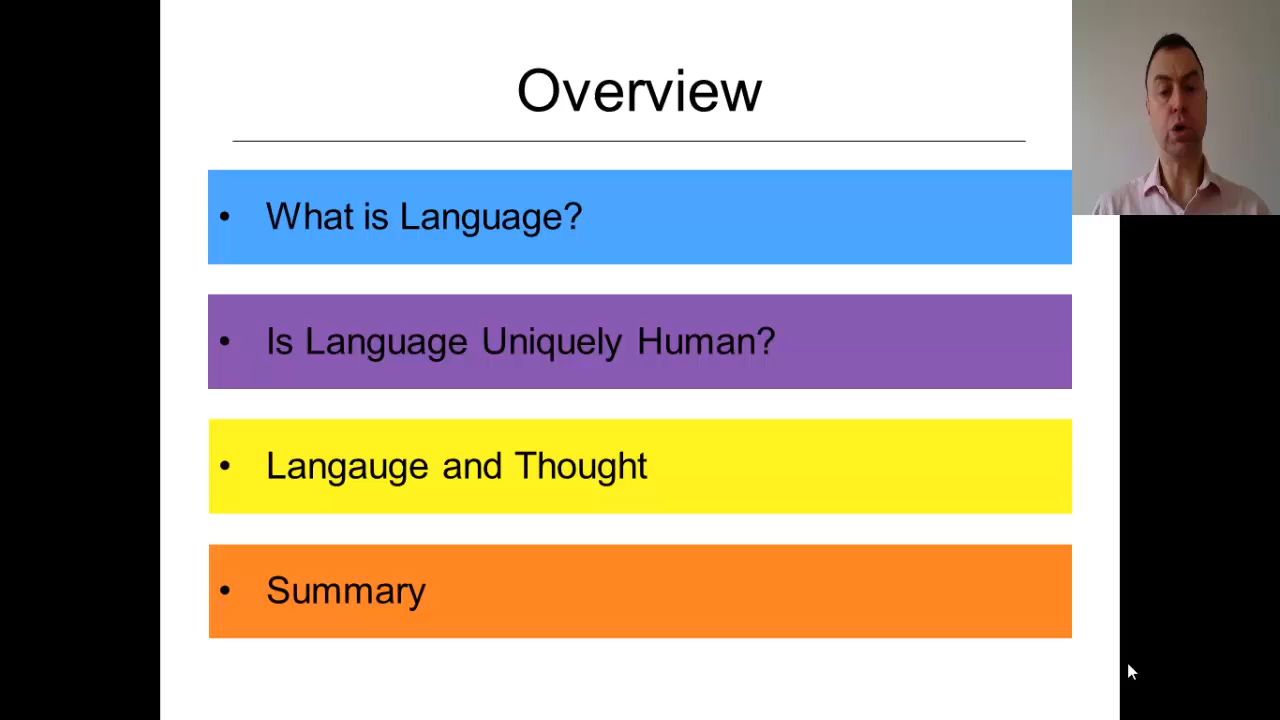 Overview
• What is Language?
• Is Language Uniquely Human?
• Langauge and Thought
• Summary